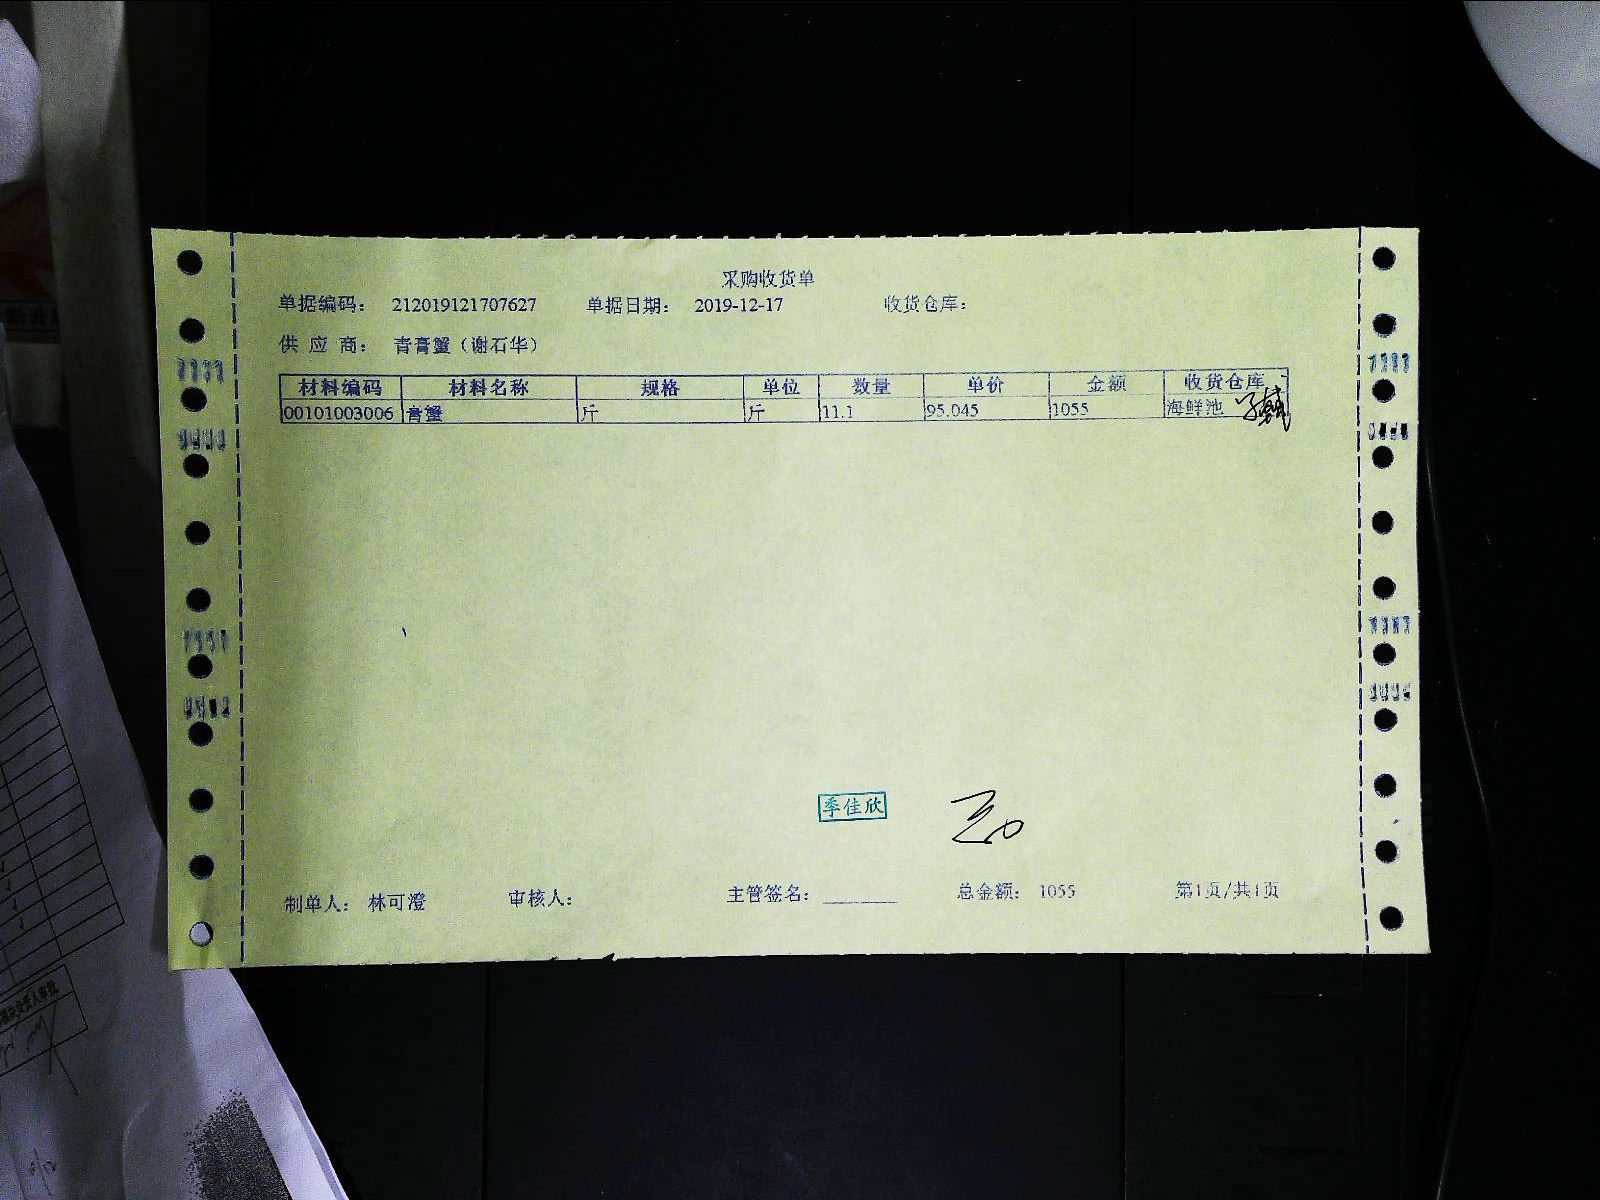 采购收货单
单据编码： 212019121707627 单据日期： 2019-12-17 收货仓库：
供 应 商： 青膏蟹（谢石华）
材料编码 材料名称 规格 单位 数量 单价 金额 收货仓库
00101003006 膏蟹 斤 斤 11.1 95.045 1055 海鲜池
季佳欣
制单人： 林可澄 审核人： 主管签名： 总金额： 1055 第1页/共1页